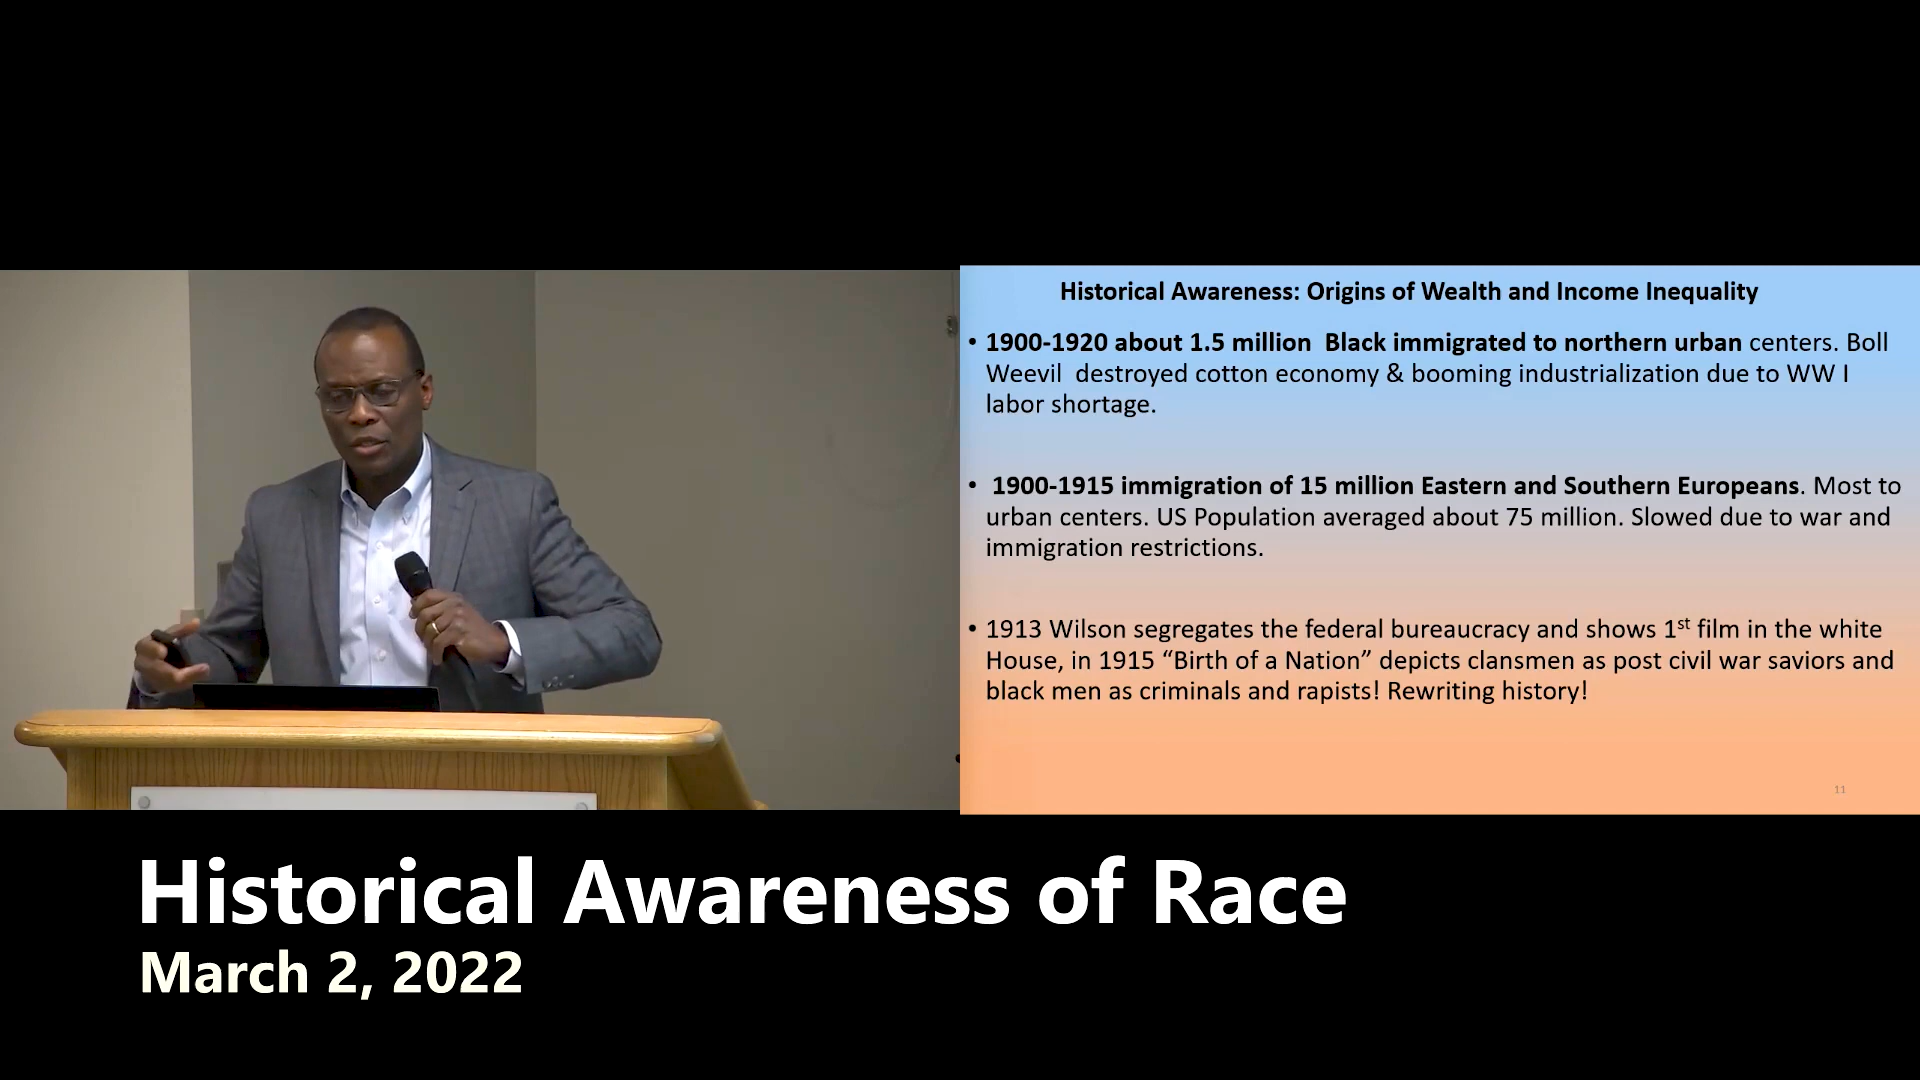 Historical Awareness: Origins of Wealth and Income Inequality
• 1900-1920 about 1.5 million  Black immigrated to northern urban centers. Boll
Weevil  destroyed cotton economy & booming industrialization due to WW I
labor shortage.
•  1900-1915 immigration of 15 million Eastern and Southern Europeans. Most to
urban centers. US Population averaged about 75 million. Slowed due to war and
immigration restrictions.
• 1913 Wilson segregates the federal bureaucracy and shows 1st film in the white
House, in 1915 “Birth of a Nation” depicts clansmen as post civil war saviors and
black men as criminals and rapists! Rewriting history!
11
Historical Awareness of Race
March 2, 2022